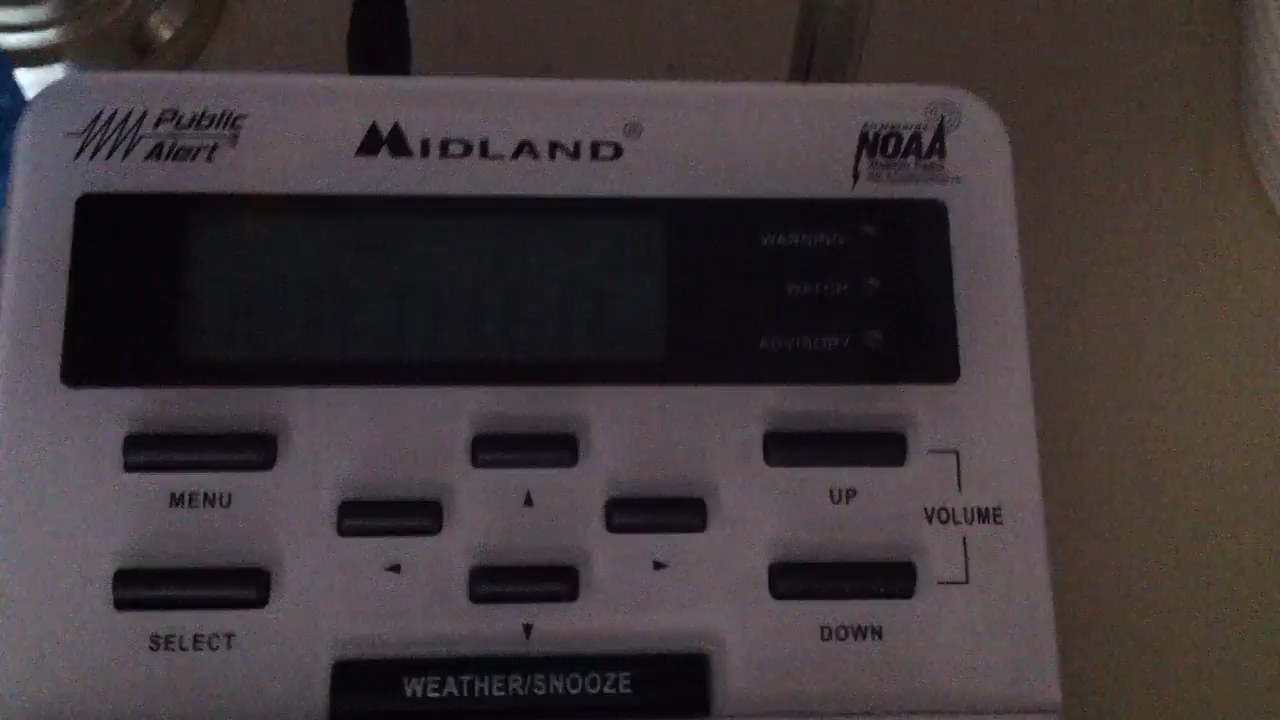 Public
Alert
MIDLAND®
NOAA
WARNING
WATCH
ADVISORY
MENU
UP
VOLUME
SELECT
DOWN
WEATHER/SNOOZE